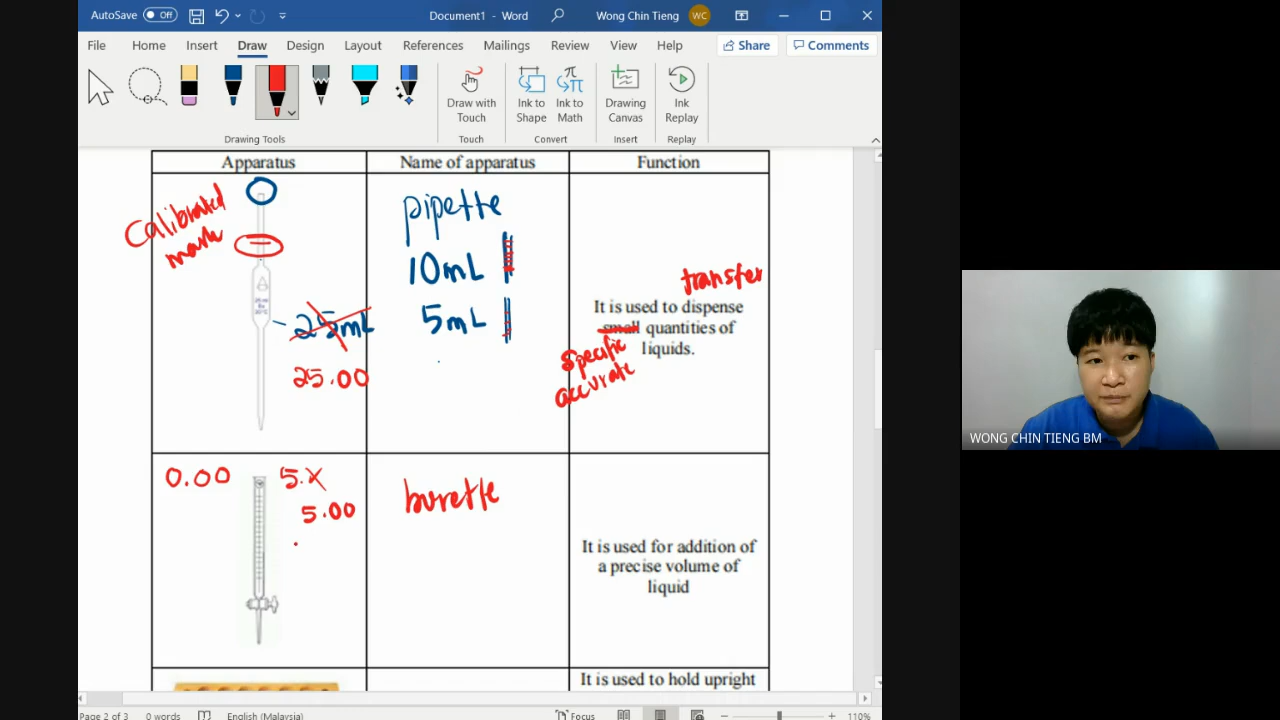 AutoSave Off Document1 - Word Wong Chin Tieng WC
File Home Insert Draw Design Layout References Mailings Review View Help Share Comments
Draw with Touch
Ink to Shape
Ink to Math
Drawing Canvas
Ink Replay
Drawing Tools Touch Convert Insert Replay
Apparatus Name of apparatus Function
Calibrated
mark
25mL
25.00
pipette
10mL
5mL
transfer
It is used to dispense
small quantities of
liquids.
specific
accurate
0.00
5.X
5.00
burette
It is used for addition of
a precise volume of
liquid
It is used to hold upright
Page 2 of 3 0 words English (Malaysia) Focus 110%
WONG CHIN TIENG BM